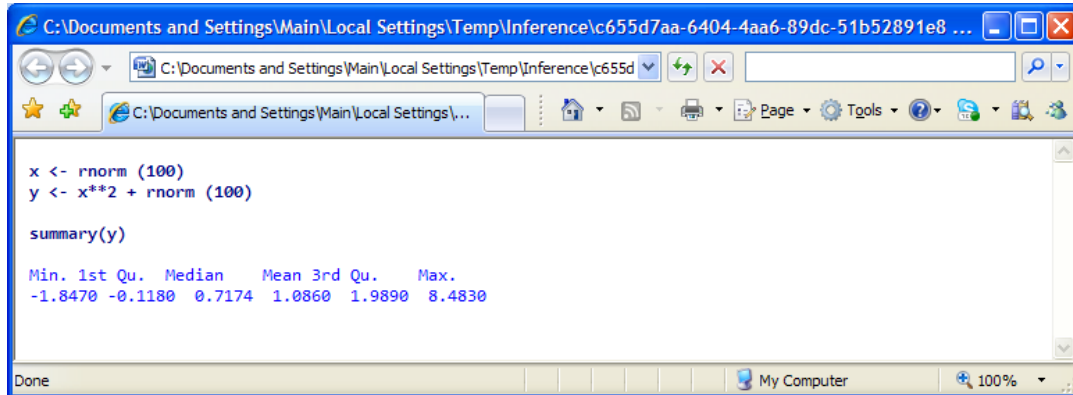 C:\Documents and Settings\Main\Local Settings\Temp\Inference\c655d7aa-6404-4aa6-89dc-51b52891e8 ...
C:\Documents and Settings\Main\Local Settings\Temp\Inference\c655d
C:\Documents and Settings\Main\Local Settings\... Page Tools
x <- rnorm (100)
y <- x**2 + rnorm (100)
summary(y)
Min. 1st Qu. Median Mean 3rd Qu. Max.
-1.8470 -0.1180 0.7174 1.0860 1.9890 8.4830
Done My Computer 100%